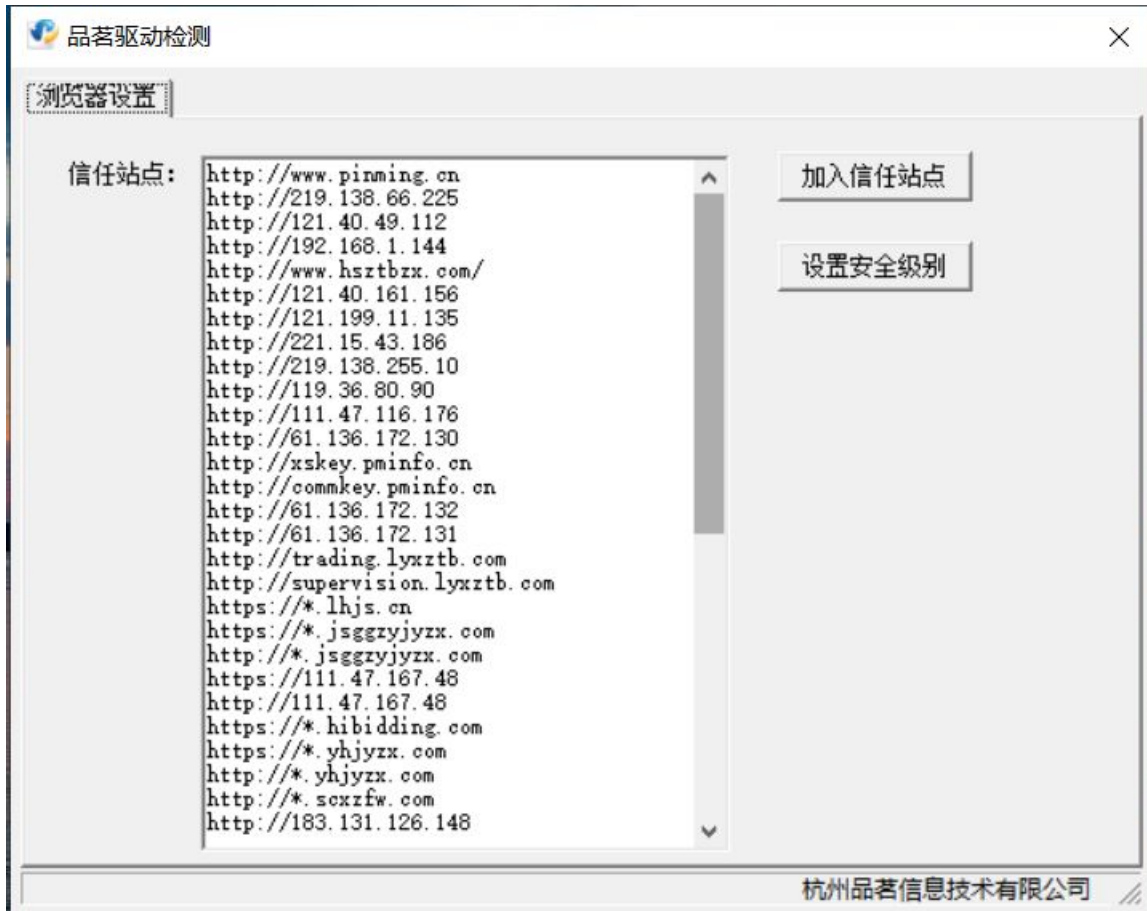 品茗驱动检测
浏览器设置
信任站点:
http://www.pinming.cn
http://219.138.66.225
http://121.40.49.112
http://192.168.1.144
http://www.hsztbzx.com/
http://121.40.161.156
http://121.199.11.135
http://221.15.43.186
http://219.138.255.10
http://119.36.80.90
http://111.47.116.176
http://61.136.172.130
http://xskey.pminfo.cn
http://commkey.pminfo.cn
http://61.136.172.132
http://61.136.172.131
http://trading.lyxztb.com
http://supervision.lyxztb.com
https://*.lhjs.cn
https://*.jsggzyjyzx.com
http://*.jsggzyjyzx.com
https://111.47.167.48
http://111.47.167.48
https://*.hibidding.com
https://*.yhjyzx.com
http://*.yhjyzx.com
http://*.scxzfw.com
http://183.131.126.148
加入信任站点
设置安全级别
杭州品茗信息技术有限公司